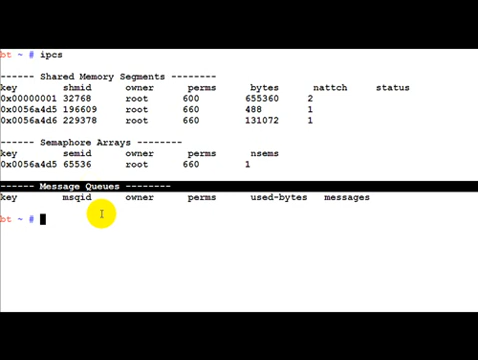 bt ~ # ipcs
------ Shared Memory Segments --------
key shmid owner perms bytes nattch status
0x00000001 32768 root 600 655360 2
0x0056a4d5 196609 root 660 488 1
0x0056a4d6 229378 root 660 131072 1
------ Semaphore Arrays --------
key semid owner perms nsems
0x0056a4d5 65536 root 660 1
------ Message Queues --------
key msqid owner perms used-bytes messages
bt ~ #